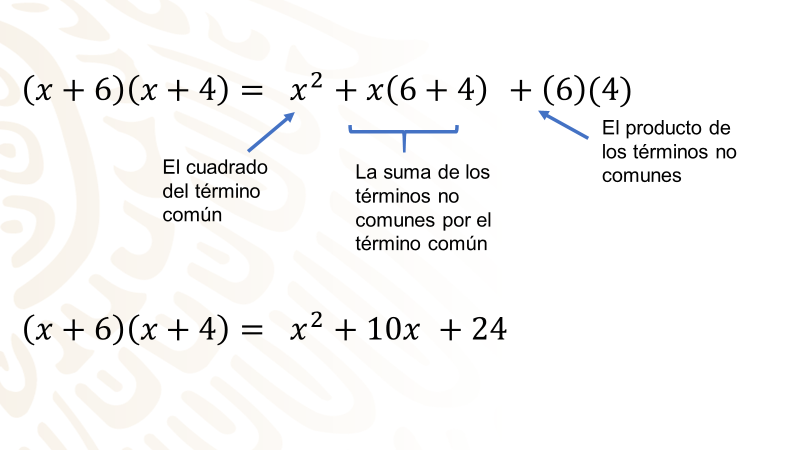 (x + 6)(x + 4) = x² + x(6 + 4) + (6)(4)
El cuadrado
del término
común
La suma de los
términos no
comunes por el
término común
El producto de
los términos no
comunes
(x + 6)(x + 4) = x² + 10x + 24